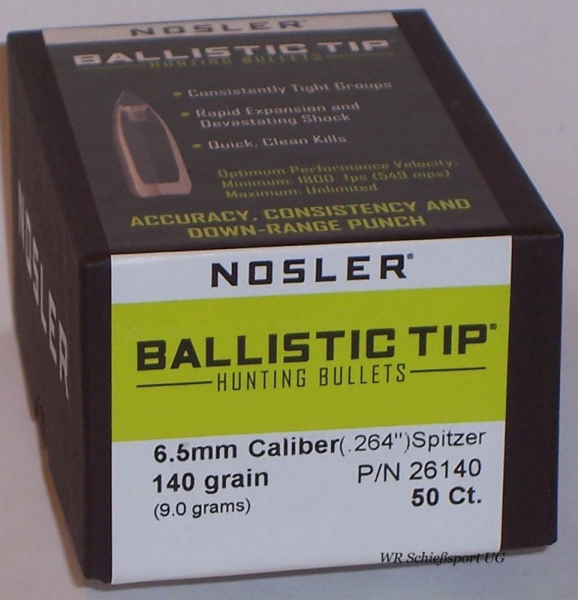 NOSLER
BALLISTIC TIP®
HUNTING BULLETS
• Consistently Tight Groups
• Rapid Expansion and
Devastating Shock
• Quick, Clean Kills
Optimum Performance Velocity:
Minimum: 1800 fps (549 mps)
Maximum: Unlimited
ACCURACY, CONSISTENCY AND
DOWN-RANGE PUNCH
NOSLER
NOSLER®
BALLISTIC TIP®
HUNTING BULLETS
6.5mm Caliber(.264")Spitzer
140 grain P/N 26140
(9.0 grams) 50 Ct.
WR Schießsport UG